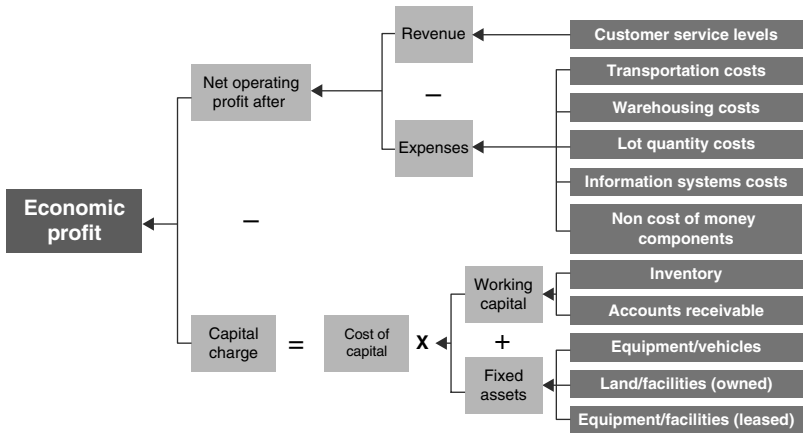 Revenue
Customer service levels
Net operating
profit after
–
Transportation costs
Warehousing costs
Expenses
Lot quantity costs
Information systems costs
Non cost of money
components
Economic
profit
–
Capital
charge
=
Cost of
capital
X
Working
capital
Inventory
Accounts receivable
+
Fixed
assets
Equipment/vehicles
Land/facilities (owned)
Equipment/facilities (leased)